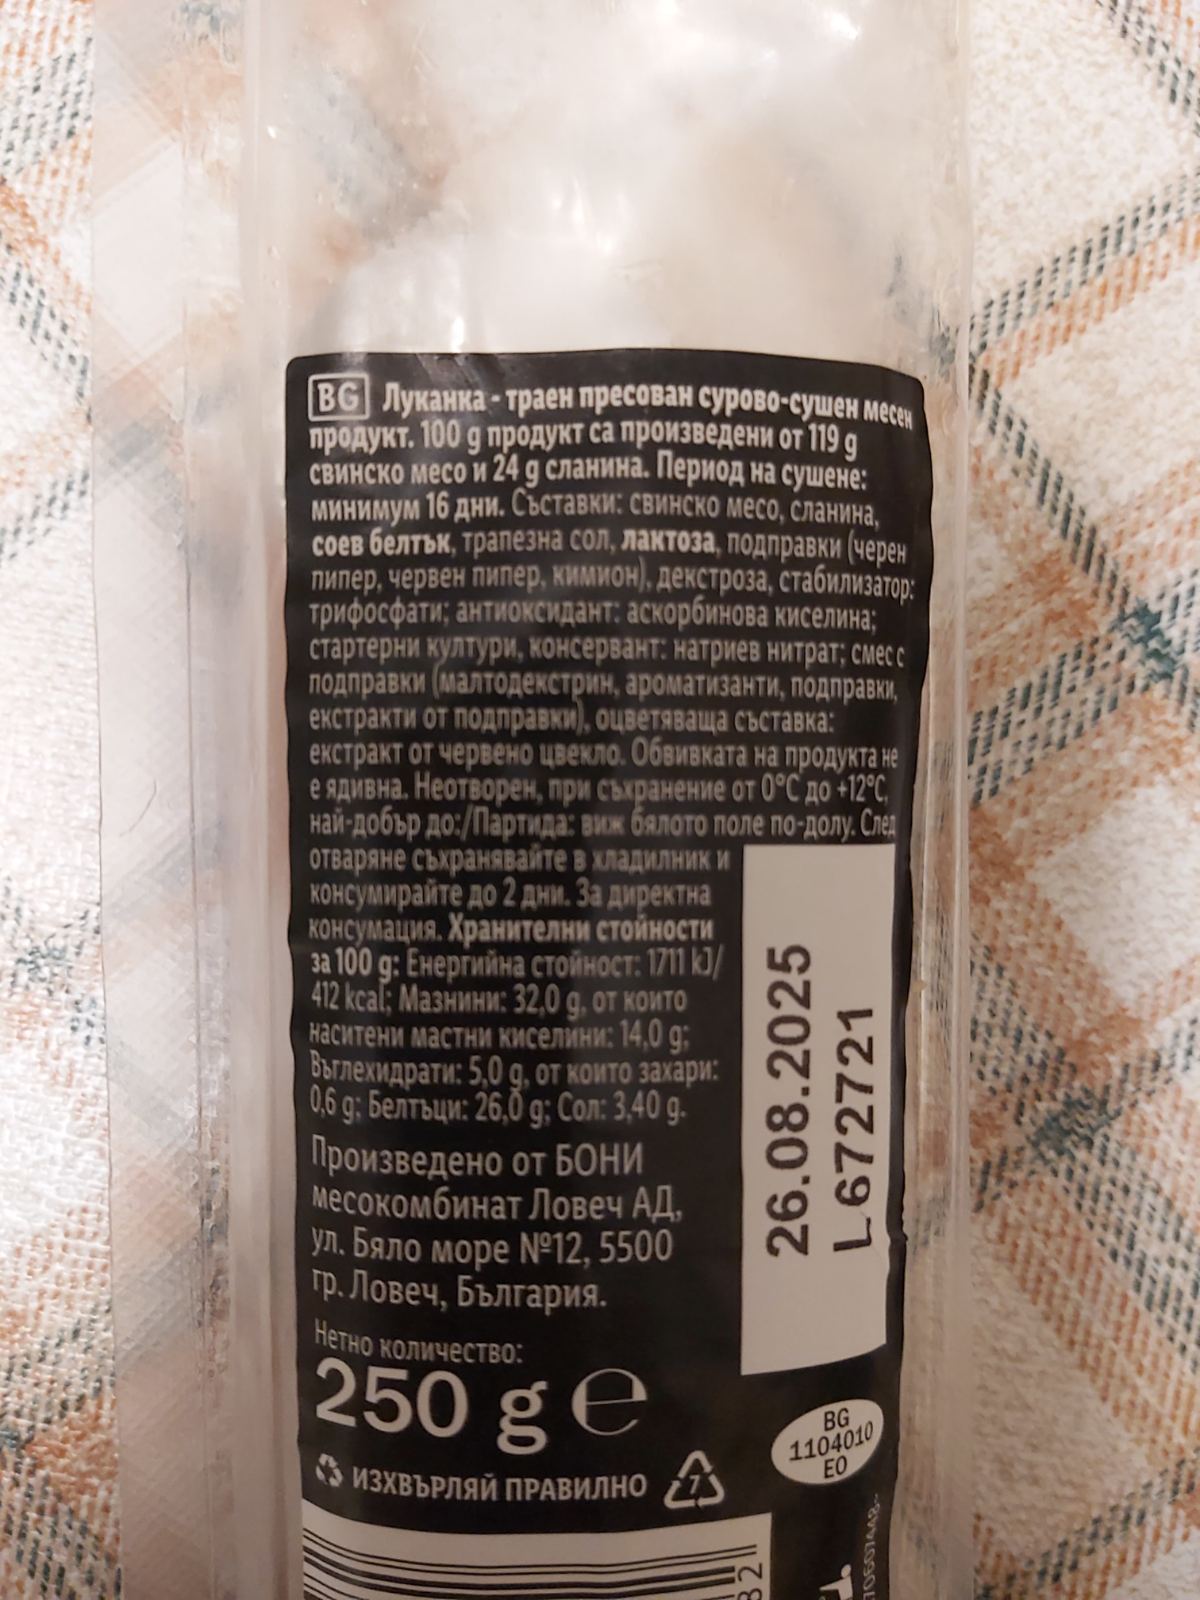 BG Луканка - траен пресован сурово-сушен месен
продукт. 100 g продукт са произведени от 119 g
свинско месо и 24 g сланина. Период на сушене:
минимум 16 дни. Съставки: свинско месо, сланина,
соев белтък, трапезна сол, лактоза, подправки (черен
пипер, червен пипер, кимион), декстроза, стабилизатор:
трифосфати; антиоксидант: аскорбинова киселина;
стартерни култури, консервант: натриев нитрат; смес с
подправки (малтодекстрин, ароматизанти, подправки,
екстракти от подправки), оцветяваща съставка:
екстракт от червено цвекло. Обвивката на продукта не
е ядивна. Неотворен, при съхранение от 0°C до +12°C,
най-добър до:/Партида: виж бялото поле по-долу. След
отваряне съхранявайте в хладилник и
консумирайте до 2 дни. За директна
консумация. Хранителни стойности
за 100 g: Енергийна стойност: 1711 kJ/
412 kcal; Мазнини: 32,0 g, от които
наситени мастни киселини: 14,0 g;
Въглехидрати: 5,0 g, от които захари:
0,6 g; Белтъци: 26,0 g; Сол: 3,40 g.
Произведено от БОНИ
месокомбинат Ловеч АД,
ул. Бяло море №12, 5500
гр. Ловеч, България.
Нетно количество:
250 g e
ИЗХВЪРЛЯЙ ПРАВИЛНО 7
26.08.2025
L672721
BG
1104010
EO